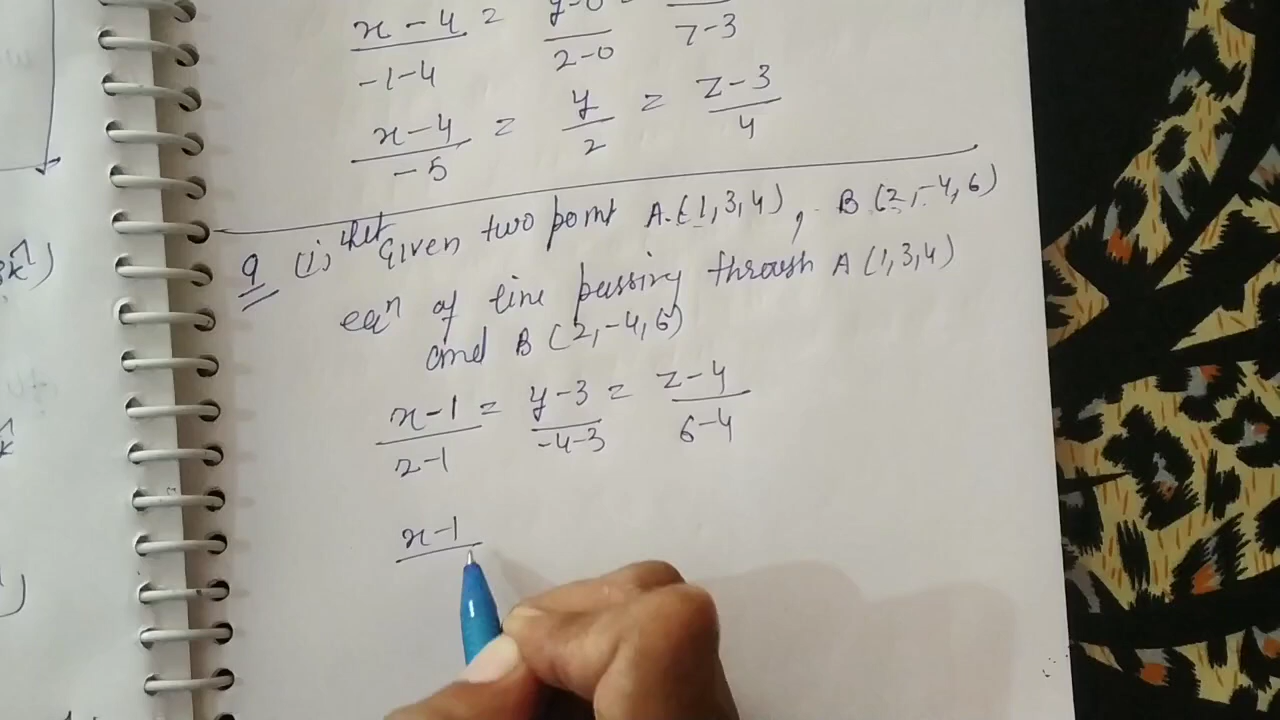 x-4 = y-0 =
-1-4 2-0 7-3
x-4 = y = z-3
-5 2 4
9 (i) let Given two point A(1,3,4), B(2,-4,6)
eqn of line passing through A(1,3,4)
and B(2,-4,6)
x-1 = y-3 = z-4
2-1 -4-3 6-4
x-1
k̂)